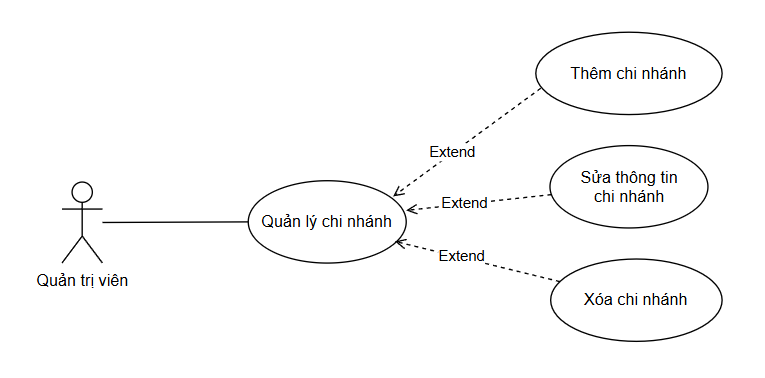 Thêm chi nhánh
Extend
Sửa thông tin
chi nhánh
Extend
Quản lý chi nhánh
Extend
Quản trị viên
Xóa chi nhánh